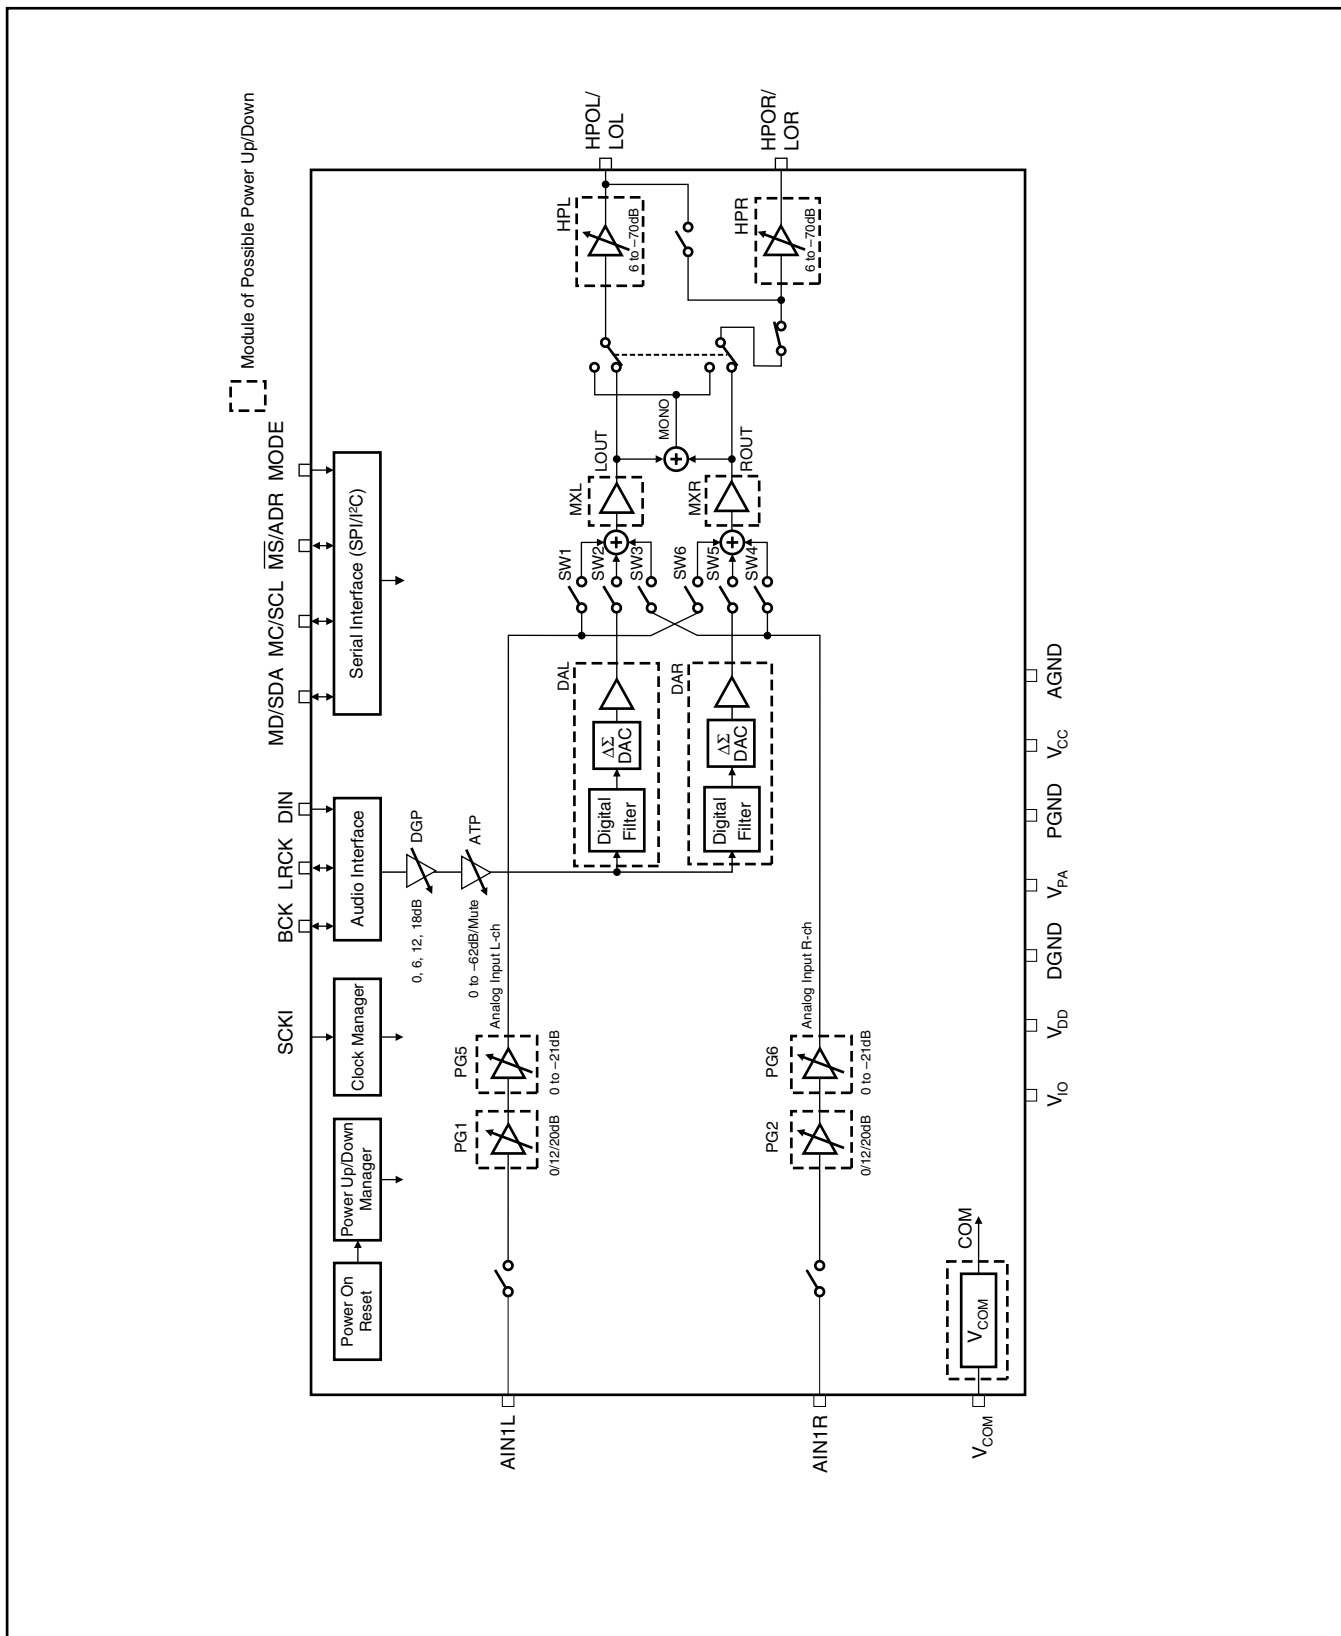 Module of Possible Power Up/Down
SCKI
BCK
LRCK
DIN
MD/SDA
MC/SCL
MS/ADR
MODE
Power On
Reset
Power Up/Down
Manager
Clock Manager
Audio Interface
Serial Interface (SPI/I²C)
DGP
0, 6, 12, 18dB
ATP
0 to −62dB/Mute
AIN1L
PG1
0/12/20dB
PG5
0 to −21dB
Analog Input L-ch
DAL
Digital
Filter
ΔΣ
DAC
SW1
SW2
SW3
MXL
LOUT
MONO
HPL
6 to −70dB
HPOL/
LOL
DAR
Digital
Filter
ΔΣ
DAC
SW6
SW5
SW4
MXR
ROUT
HPR
6 to −70dB
HPOR/
LOR
AIN1R
PG2
0/12/20dB
PG6
0 to −21dB
Analog Input R-ch
VCOM
VCOM
COM
VIO
VDD
DGND
VPA
PGND
VCC
AGND